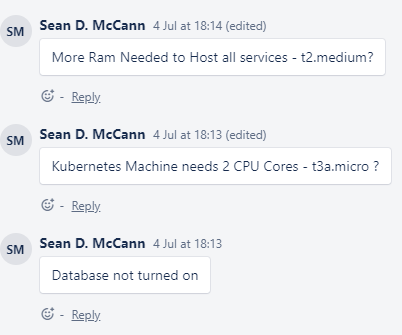 SM Sean D. McCann 4 Jul at 18:14 (edited)
More Ram Needed to Host all services - t2.medium?
- Reply
SM Sean D. McCann 4 Jul at 18:13 (edited)
Kubernetes Machine needs 2 CPU Cores - t3a.micro ?
- Reply
SM Sean D. McCann 4 Jul at 18:13
Database not turned on
- Reply